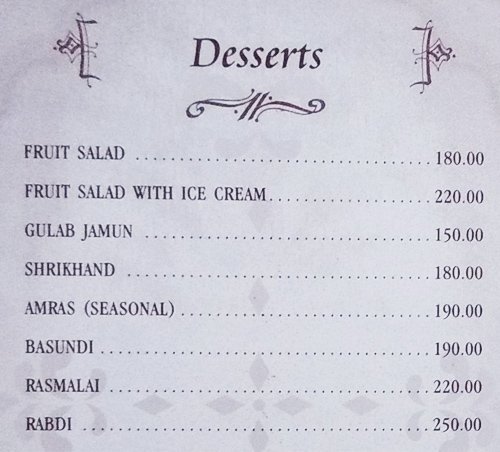 Desserts
FRUIT SALAD ................................ 180.00
FRUIT SALAD WITH ICE CREAM................. 220.00
GULAB JAMUN ............................... 150.00
SHRIKHAND ................................. 180.00
AMRAS (SEASONAL) .......................... 190.00
BASUNDI ................................... 190.00
RASMALAI .................................. 220.00
RABDI ..................................... 250.00